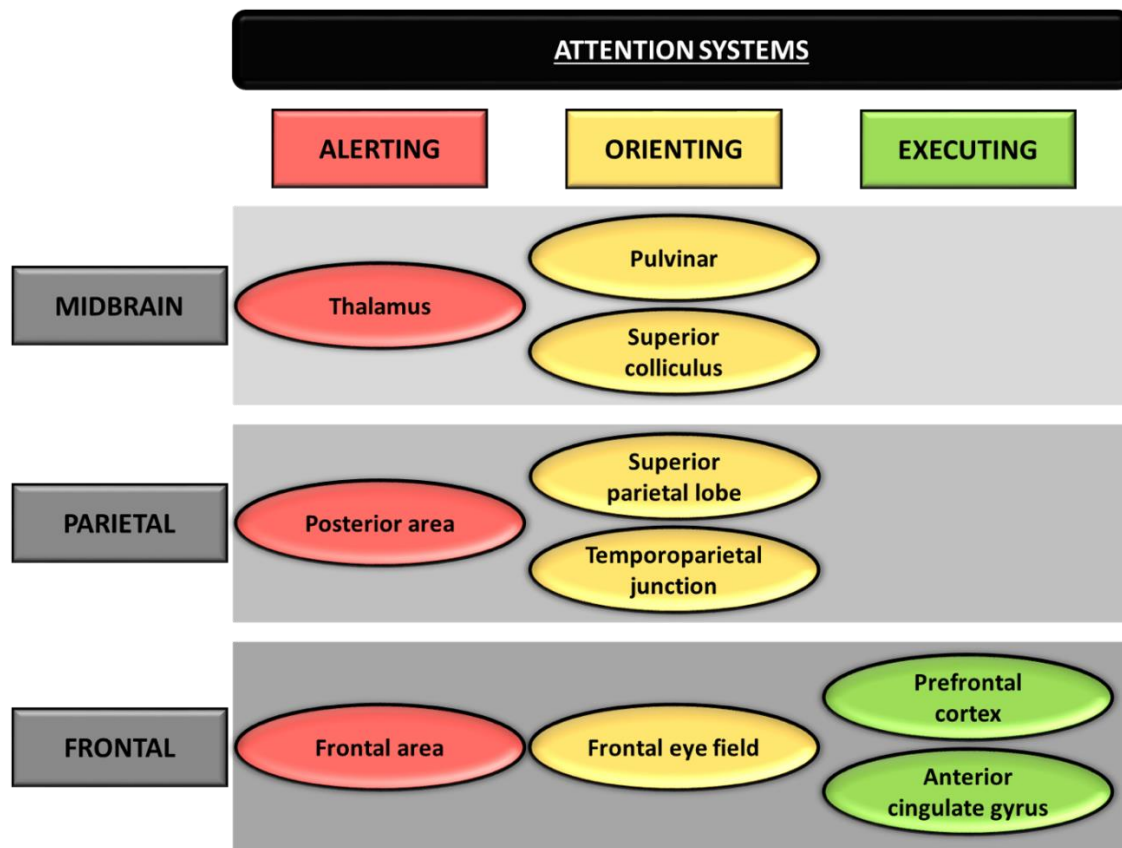 ATTENTION SYSTEMS
ALERTING
ORIENTING
EXECUTING
MIDBRAIN
Thalamus
Pulvinar
Superior
colliculus
PARIETAL
Posterior area
Superior
parietal lobe
Temporoparietal
junction
FRONTAL
Frontal area
Frontal eye field
Prefrontal
cortex
Anterior
cingulate gyrus